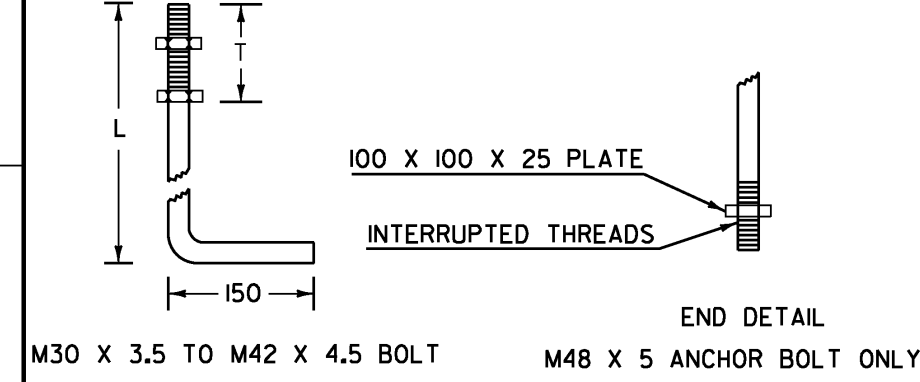 T
L
100 X 100 X 25 PLATE
INTERRUPTED THREADS
150
END DETAIL
M30 X 3.5 TO M42 X 4.5 BOLT
M48 X 5 ANCHOR BOLT ONLY